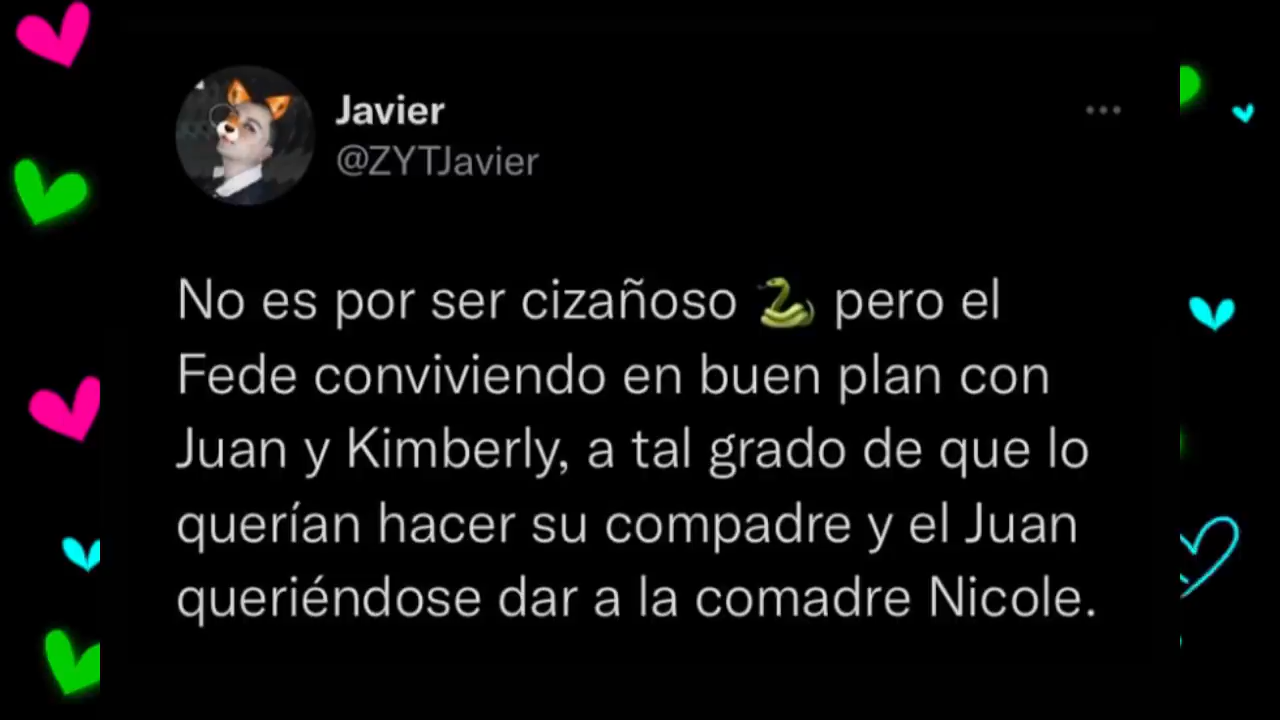 Javier
@ZYTJavier
No es por ser cizañoso 🐍 pero el
Fede conviviendo en buen plan con
Juan y Kimberly, a tal grado de que lo
querían hacer su compadre y el Juan
queriéndose dar a la comadre Nicole.